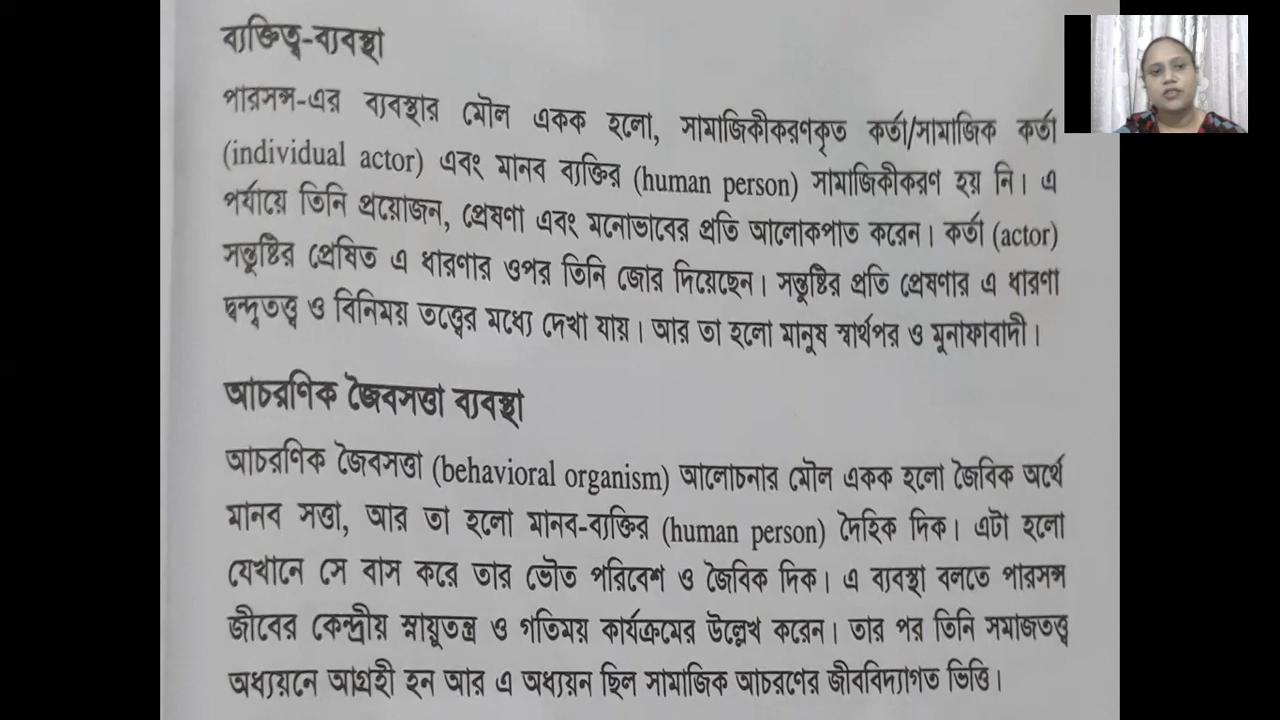 ব্যক্তিত্ব-ব্যবস্থা
পারসন্স-এর ব্যবস্থার মৌল একক হলো, সামাজিকীকরণকৃত কর্তা/সামাজিক কর্তা
(individual actor) এবং মানব ব্যক্তির (human person) সামাজিকীকরণ হয় নি। এ
পর্যায়ে তিনি প্রয়োজন, প্রেষণা এবং মনোভাবের প্রতি আলোকপাত করেন। কর্তা (actor)
সন্তুষ্টির প্রেষিত এ ধারণার ওপর তিনি জোর দিয়েছেন। সন্তুষ্টির প্রতি প্রেষণার এ ধারণা
দ্বন্দ্বতত্ত্ব ও বিনিময় তত্ত্বের মধ্যে দেখা যায়। আর তা হলো মানুষ স্বার্থপর ও মুনাফাবাদী।
আচরণিক জৈবসত্তা ব্যবস্থা
আচরণিক জৈবসত্তা (behavioral organism) আলোচনার মৌল একক হলো জৈবিক অর্থে
মানব সত্তা, আর তা হলো মানব-ব্যক্তির (human person) দৈহিক দিক। এটা হলো
যেখানে সে বাস করে তার ভৌত পরিবেশ ও জৈবিক দিক। এ ব্যবস্থা বলতে পারসন্স
জীবের কেন্দ্রীয় স্নায়ুতন্ত্র ও গতিময় কার্যক্রমের উল্লেখ করেন। তার পর তিনি সমাজতত্ত্ব
অধ্যয়নে আগ্রহী হন আর এ অধ্যয়ন ছিল সামাজিক আচরণের জীববিদ্যাগত ভিত্তি।